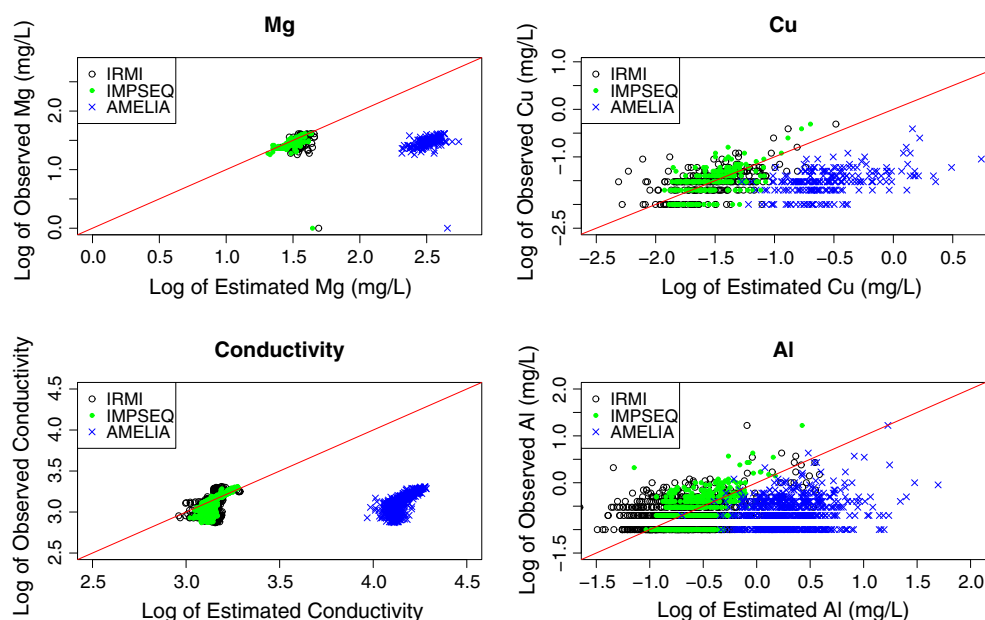 Mg
Log of Observed Mg (mg/L)
0.0 1.0 2.0
IRMI
IMPSEQ
AMELIA
0.0 0.5 1.0 1.5 2.0 2.5
Log of Estimated Mg (mg/L)
Cu
Log of Observed Cu (mg/L)
−2.5 −1.0 0.0 1.0
IRMI
IMPSEQ
AMELIA
−2.5 −2.0 −1.5 −1.0 −0.5 0.0 0.5
Log of Estimated Cu (mg/L)
Conductivity
Log of Observed Conductivity
2.5 3.5 4.5
IRMI
IMPSEQ
AMELIA
2.5 3.0 3.5 4.0 4.5
Log of Estimated Conductivity
Al
Log of Observed Al (mg/L)
−1.5 0.0 1.0 2.0
IRMI
IMPSEQ
AMELIA
−1.5 −1.0 −0.5 0.0 0.5 1.0 1.5 2.0
Log of Estimated Al (mg/L)